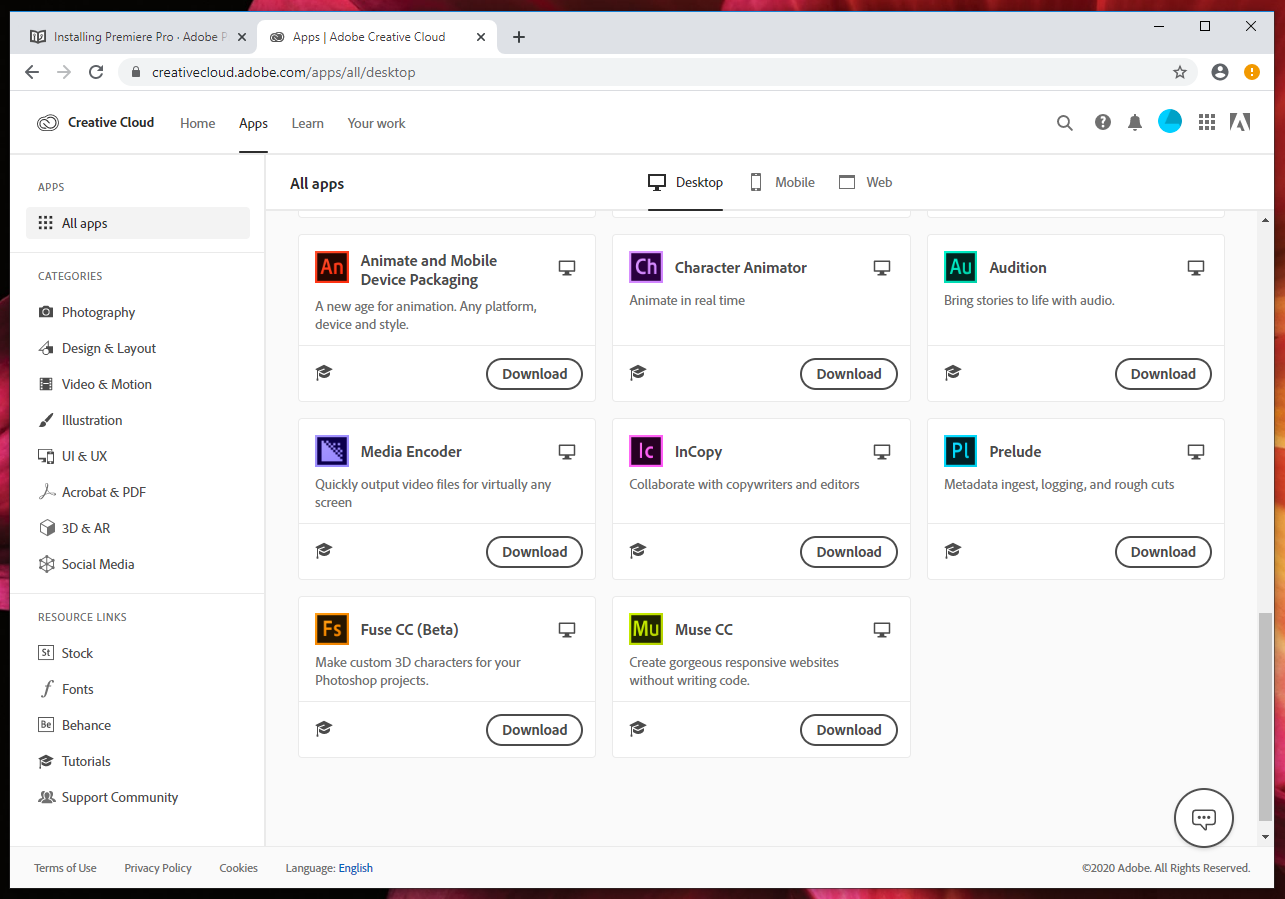 Installing Premiere Pro · Adobe P
Apps | Adobe Creative Cloud
creativecloud.adobe.com/apps/all/desktop
Creative Cloud
Home
Apps
Learn
Your work
APPS
All apps
CATEGORIES
Photography
Design & Layout
Video & Motion
Illustration
UI & UX
Acrobat & PDF
3D & AR
Social Media
RESOURCE LINKS
St
Stock
Fonts
Be
Behance
Tutorials
Support Community
All apps
Desktop
Mobile
Web
An
Animate and Mobile
Device Packaging
A new age for animation. Any platform,
device and style.
Download
Ch
Character Animator
Animate in real time
Download
Au
Audition
Bring stories to life with audio.
Download
Media Encoder
Quickly output video files for virtually any
screen
Download
Ic
InCopy
Collaborate with copywriters and editors
Download
Pl
Prelude
Metadata ingest, logging, and rough cuts
Download
Fs
Fuse CC (Beta)
Make custom 3D characters for your
Photoshop projects.
Download
Mu
Muse CC
Create gorgeous responsive websites
without writing code.
Download
Terms of Use
Privacy Policy
Cookies
Language: English
©2020 Adobe. All Rights Reserved.